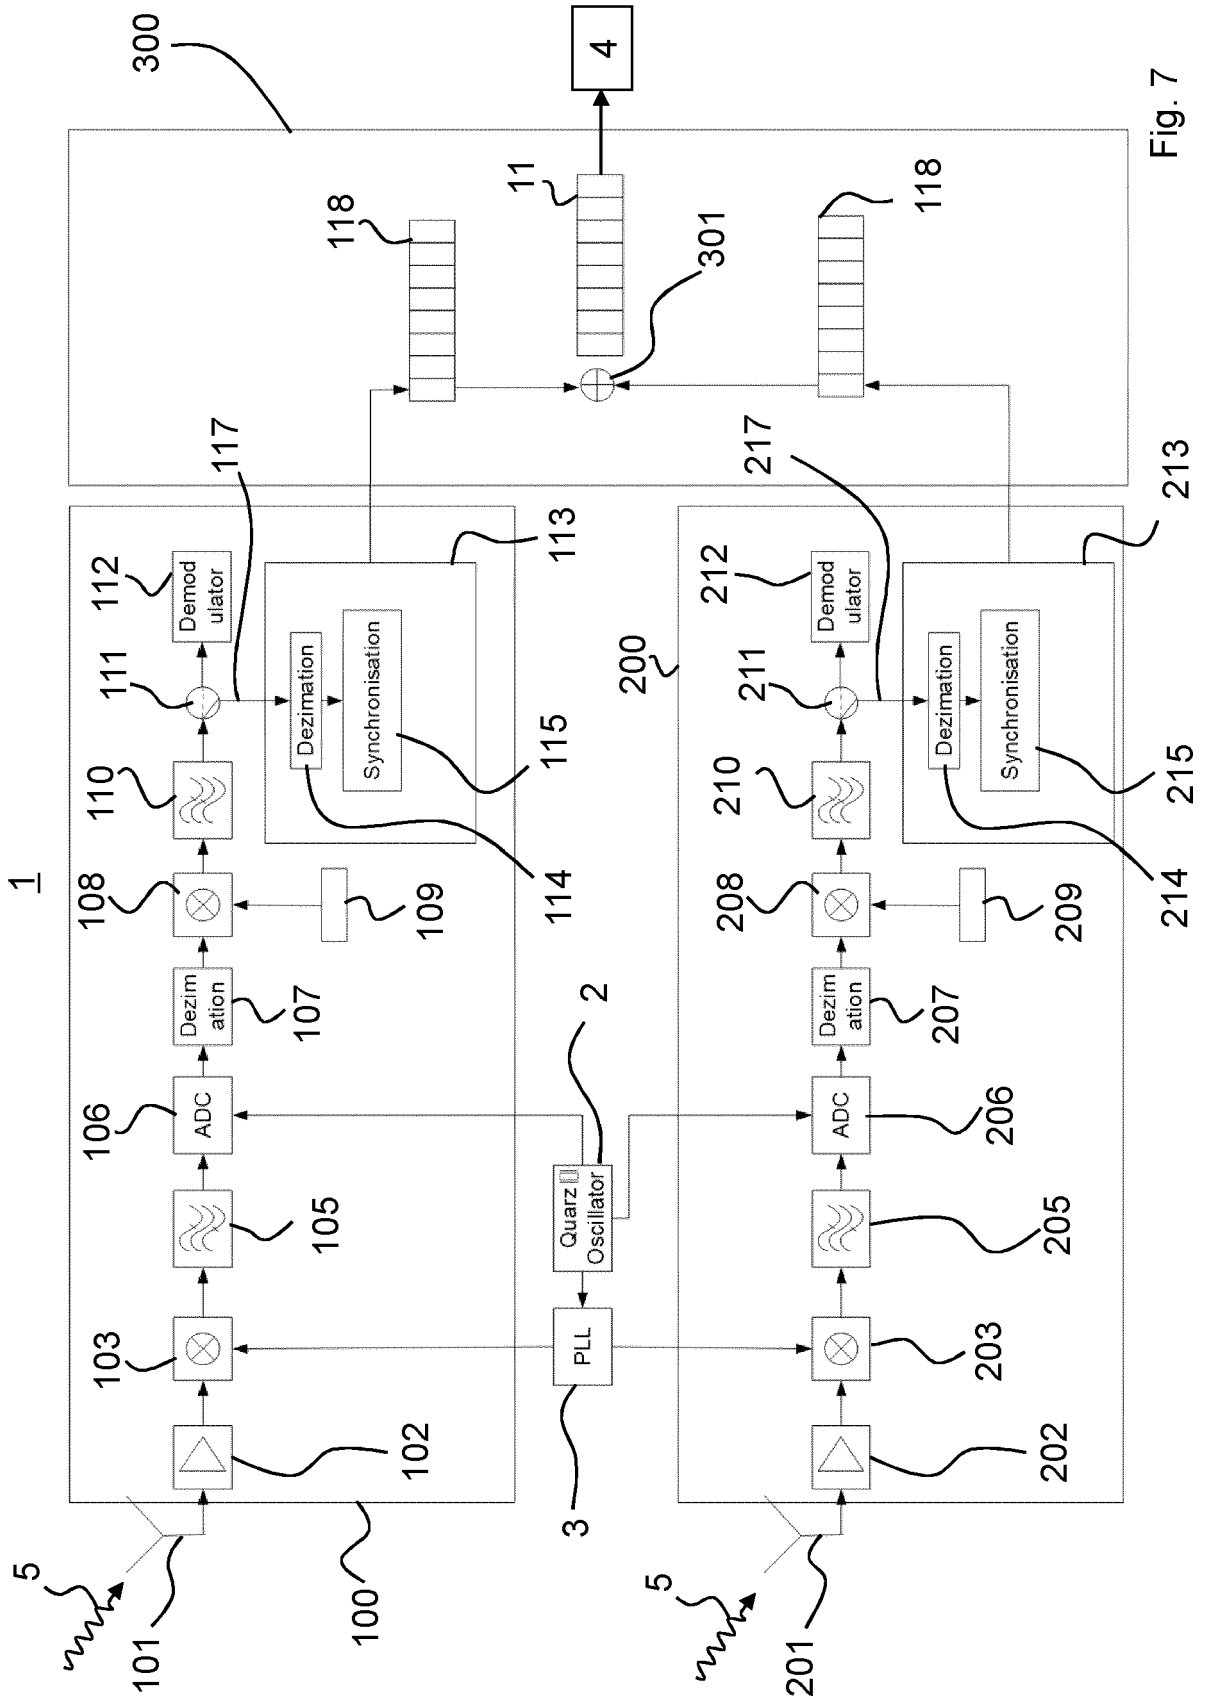 1
300
4
118
11
301
118
Fig. 7
112
111
117
Demod
ulator
113
110
Dezimation
Synchronisation
115
114
108
109
Dezim
ation
107
106
ADC
105
103
102
100
101
5
2
Quarz
Oscillator
PLL
3
200
212
211
217
Demod
ulator
213
210
Dezimation
Synchronisation
215
214
208
209
Dezim
ation
207
ADC
206
205
203
202
201
5